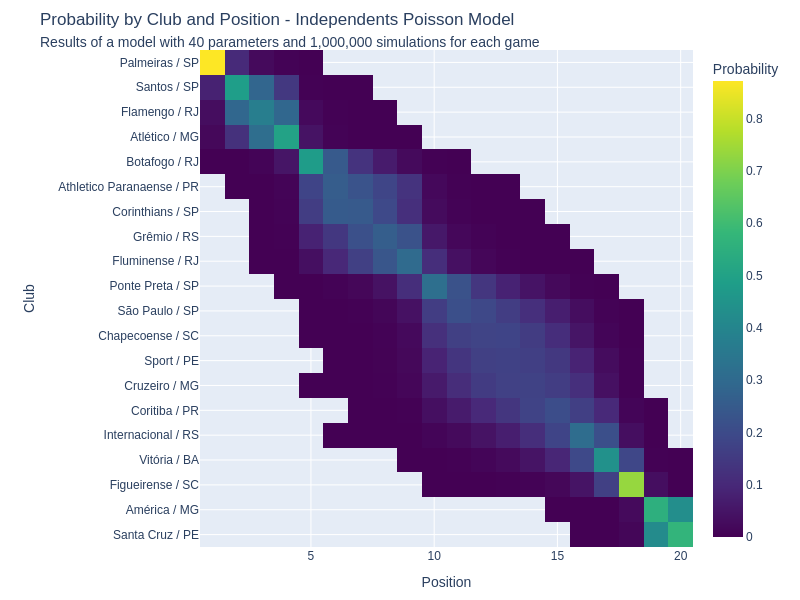 Probability by Club and Position - Independents Poisson Model
Results of a model with 40 parameters and 1,000,000 simulations for each game
Probability
Palmeiras / SP
Santos / SP
Flamengo / RJ
Atlético / MG
Botafogo / RJ
Athletico Paranaense / PR
Corinthians / SP
Grêmio / RS
Fluminense / RJ
Ponte Preta / SP
São Paulo / SP
Chapecoense / SC
Sport / PE
Cruzeiro / MG
Coritiba / PR
Internacional / RS
Vitória / BA
Figueirense / SC
América / MG
Santa Cruz / PE
Club
0.8
0.7
0.6
0.5
0.4
0.3
0.2
0.1
0
5
10
15
20
Position